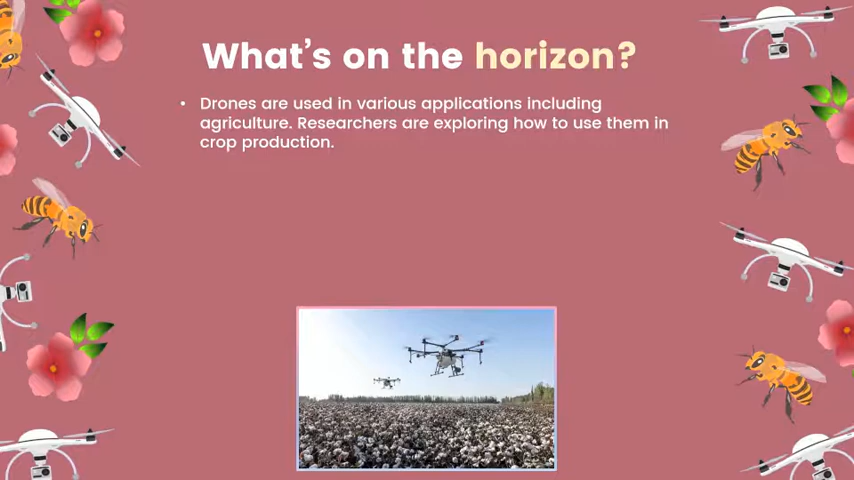 What's on the horizon?
• Drones are used in various applications including
agriculture. Researchers are exploring how to use them in
crop production.